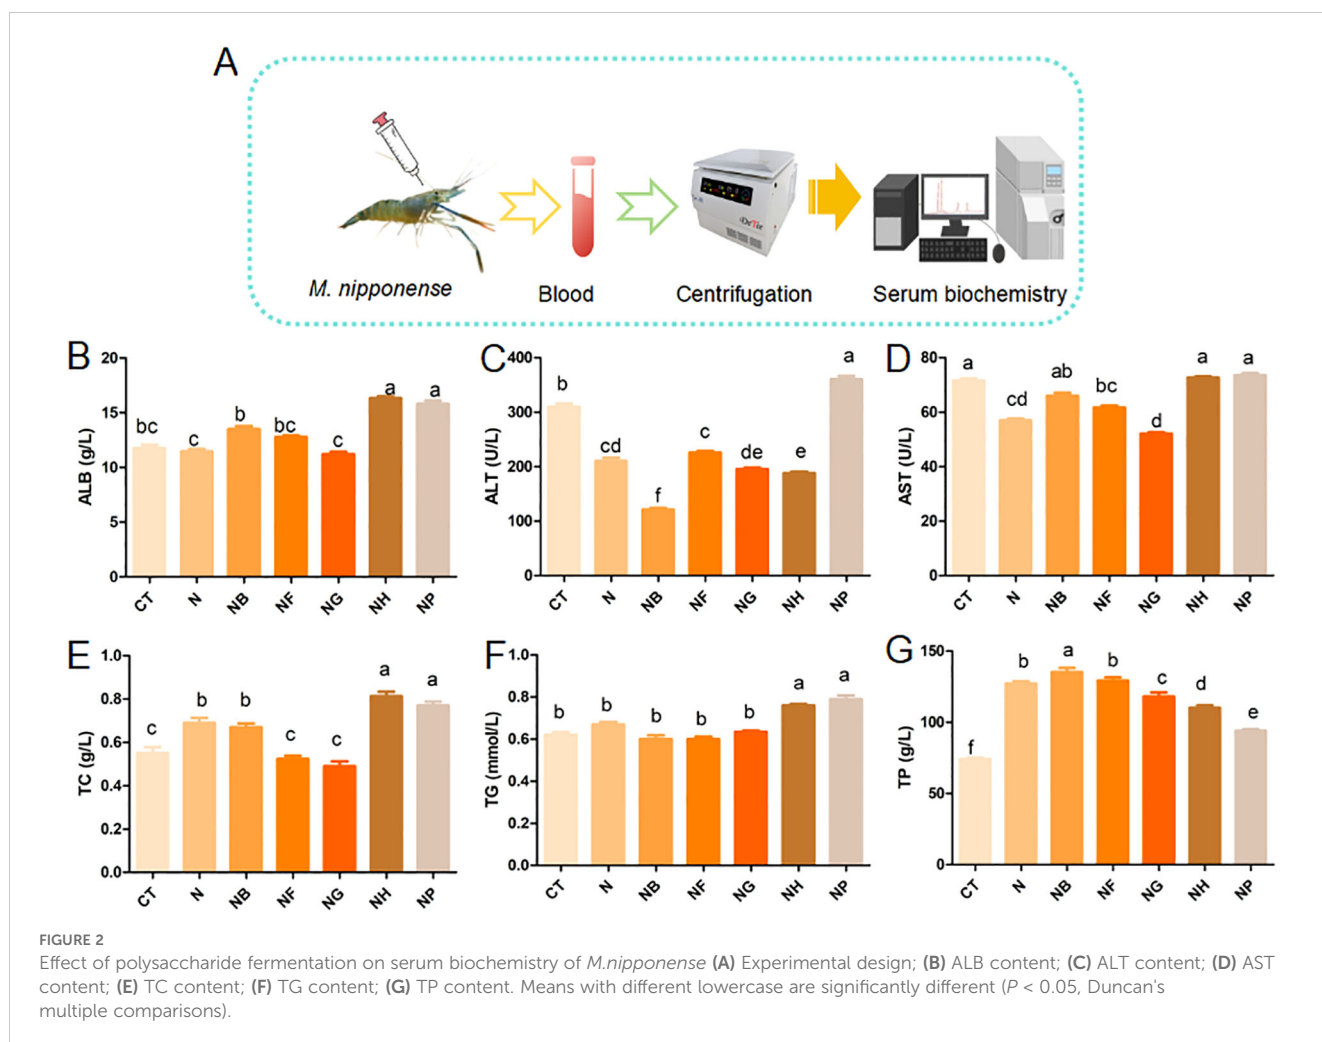 A
M. nipponense
Blood
Centrifugation
Serum biochemistry
B
ALB (g/L)
20
15
10
5
0
bc
c
b
bc
c
a
a
CT
N
NB
NF
NG
NH
NP
C
ALT (U/L)
400
300
200
100
0
b
cd
f
c
de
e
a
CT
N
NB
NF
NG
NH
NP
D
AST (U/L)
80
60
40
20
0
a
cd
ab
bc
d
a
a
CT
N
NB
NF
NG
NH
NP
E
TC (g/L)
1.0
0.8
0.6
0.4
0.2
0.0
c
b
b
c
c
a
a
CT
N
NB
NF
NG
NH
NP
F
TG (mmol/L)
1.0
0.8
0.6
0.4
0.2
0.0
b
b
b
b
b
a
a
CT
N
NB
NF
NG
NH
NP
G
TP (g/L)
150
100
50
0
f
b
a
b
c
d
e
CT
N
NB
NF
NG
NH
NP
FIGURE 2
Effect of polysaccharide fermentation on serum biochemistry of M.nipponense (A) Experimental design; (B) ALB content; (C) ALT content; (D) AST
content; (E) TC content; (F) TG content; (G) TP content. Means with different lowercase are significantly different (P < 0.05, Duncan's
multiple comparisons).